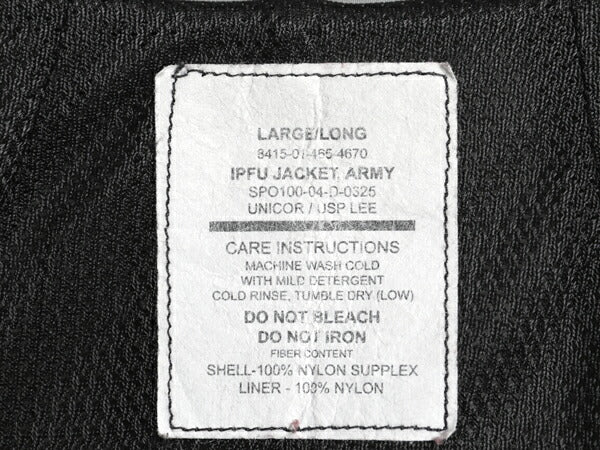 LARGE/LONG
8415-01-465-4670
IPFU JACKET, ARMY
SPO100-04-D-0325
UNICOR / USP LEE
CARE INSTRUCTIONS
MACHINE WASH COLD
WITH MILD DETERGENT
COLD RINSE, TUMBLE DRY (LOW)
DO NOT BLEACH
DO NOT IRON
FIBER CONTENT
SHELL-100% NYLON SUPPLEX
LINER - 100% NYLON